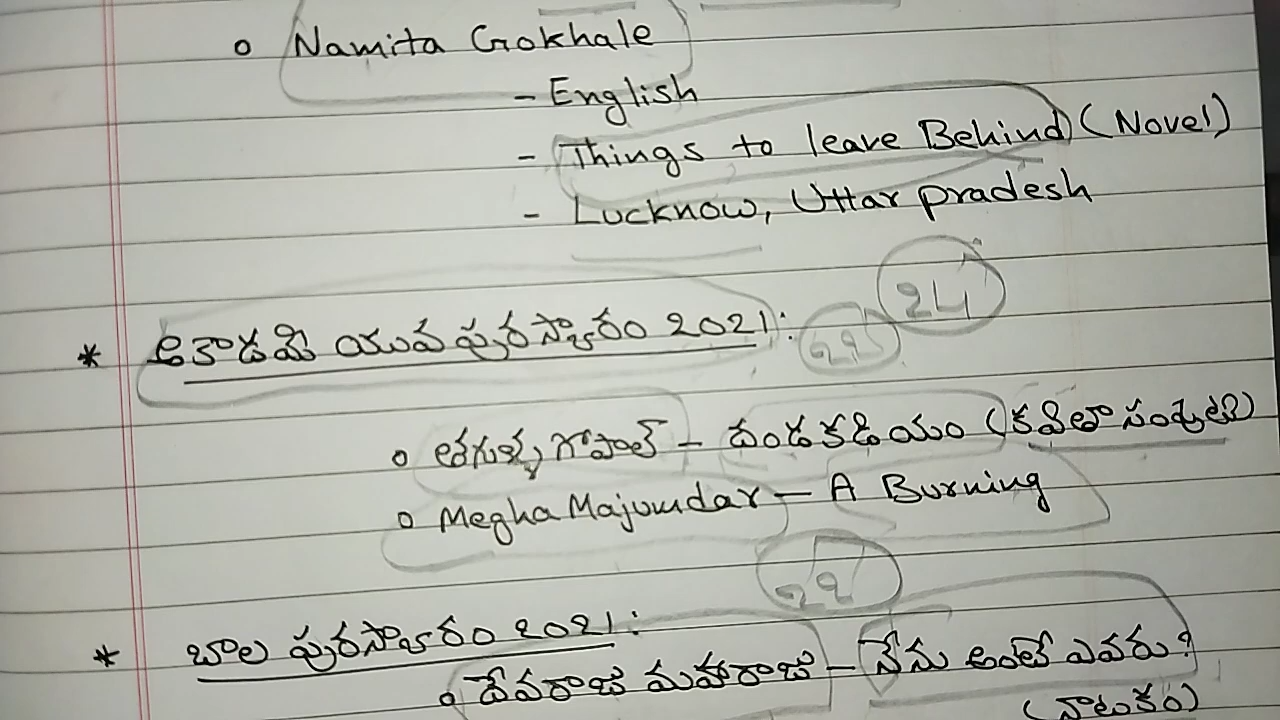 o Namita Gokhale
- English
- Things to leave Behind (Novel)
- Lucknow, Uttar pradesh
24
* అకాడమీ యువ పురస్కారం 2021:
o తగుళ్ళ గోపాల్ - దండకడియం (కవితా సంపుటి)
o Megha Majumdar - A Burning
22
* బాల పురస్కారం 2021:
o దేవరాజు మహారాజు - నేను అంటే ఎవరు?
(నాటకం)